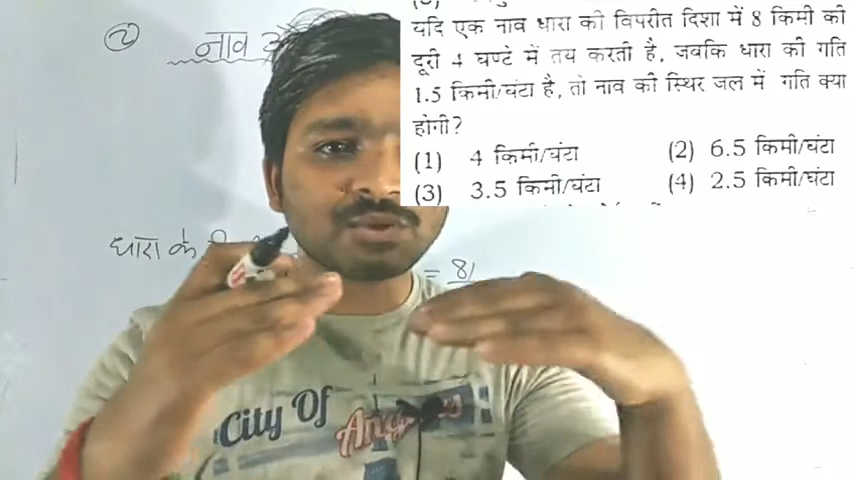 यदि एक नाव धारा की विपरीत दिशा में 8 किमी की
दूरी 4 घण्टे में तय करती है, जबकि धारा की गति
1.5 किमी/घंटा है, तो नाव की स्थिर जल में गति क्या
होगी?
(1) 4 किमी/घंटा (2) 6.5 किमी/घंटा
(3) 3.5 किमी/घंटा (4) 2.5 किमी/घंटा
2 नाव
धारा के
= 8/
City Of